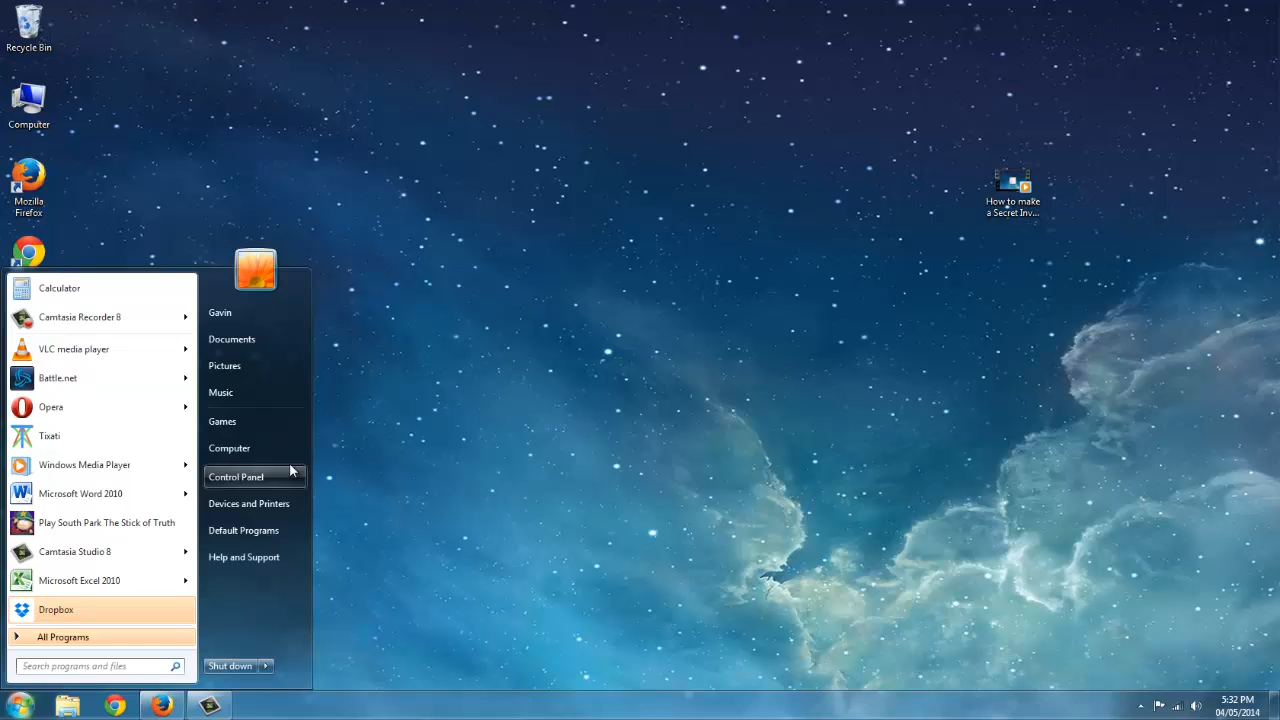 Recycle Bin
Computer
Mozilla
Firefox
How to make
a Secret Inv...
Calculator
Camtasia Recorder 8
VLC media player
Battle.net
Opera
Tixati
Windows Media Player
Microsoft Word 2010
Play South Park The Stick of Truth
Camtasia Studio 8
Microsoft Excel 2010
Dropbox
All Programs
Search programs and files
Gavin
Documents
Pictures
Music
Games
Computer
Control Panel
Devices and Printers
Default Programs
Help and Support
Shut down
5:32 PM
04/05/2014